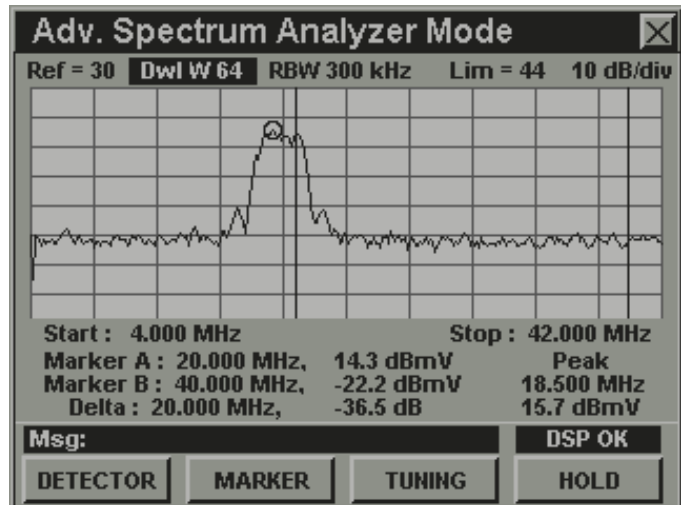 Adv. Spectrum Analyzer Mode
Ref = 30 Dwl W 64 RBW 300 kHz Lim = 44 10 dB/div
Start : 4.000 MHz Stop : 42.000 MHz
Marker A : 20.000 MHz, 14.3 dBmV Peak
Marker B : 40.000 MHz, -22.2 dBmV 18.500 MHz
Delta : 20.000 MHz, -36.5 dB 15.7 dBmV
Msg: DSP OK
DETECTOR MARKER TUNING HOLD